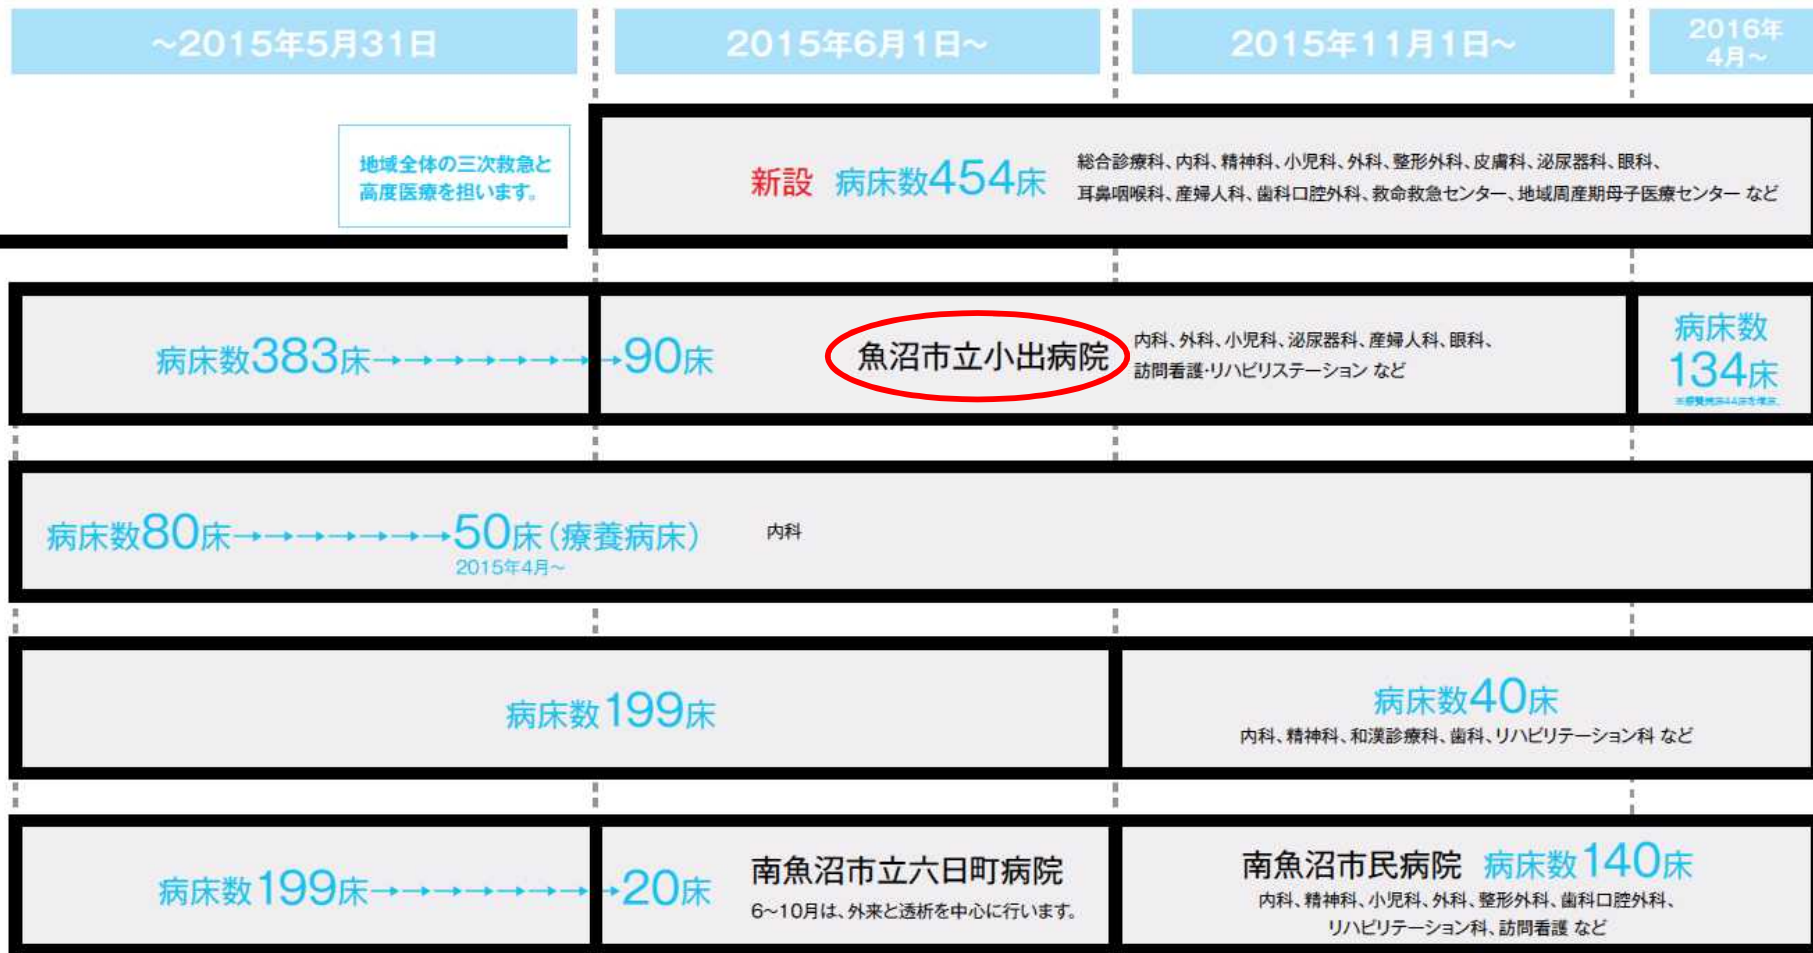 ~2015年5月31日
2015年6月1日~
2015年11月1日~
2016年
4月~
地域全体の三次救急と
高度医療を担います。
新設 病床数454床
総合診療科、内科、精神科、小児科、外科、整形外科、皮膚科、泌尿器科、眼科、
耳鼻咽喉科、産婦人科、歯科口腔外科、救命救急センター、地域周産期母子医療センター など
病床数383床→→→→→→→→90床
魚沼市立小出病院
内科、外科、小児科、泌尿器科、産婦人科、眼科、
訪問看護・リハビリステーション など
病床数
134床
※療養病床44床を増床。
病床数80床→→→→→→→50床(療養病床)
2015年4月~
内科
病床数199床
病床数40床
内科、精神科、和漢診療科、歯科、リハビリテーション科 など
病床数199床→→→→→→→→20床
南魚沼市立六日町病院
6~10月は、外来と透析を中心に行います。
南魚沼市民病院 病床数140床
内科、精神科、小児科、外科、整形外科、歯科口腔外科、
リハビリテーション科、訪問看護 など